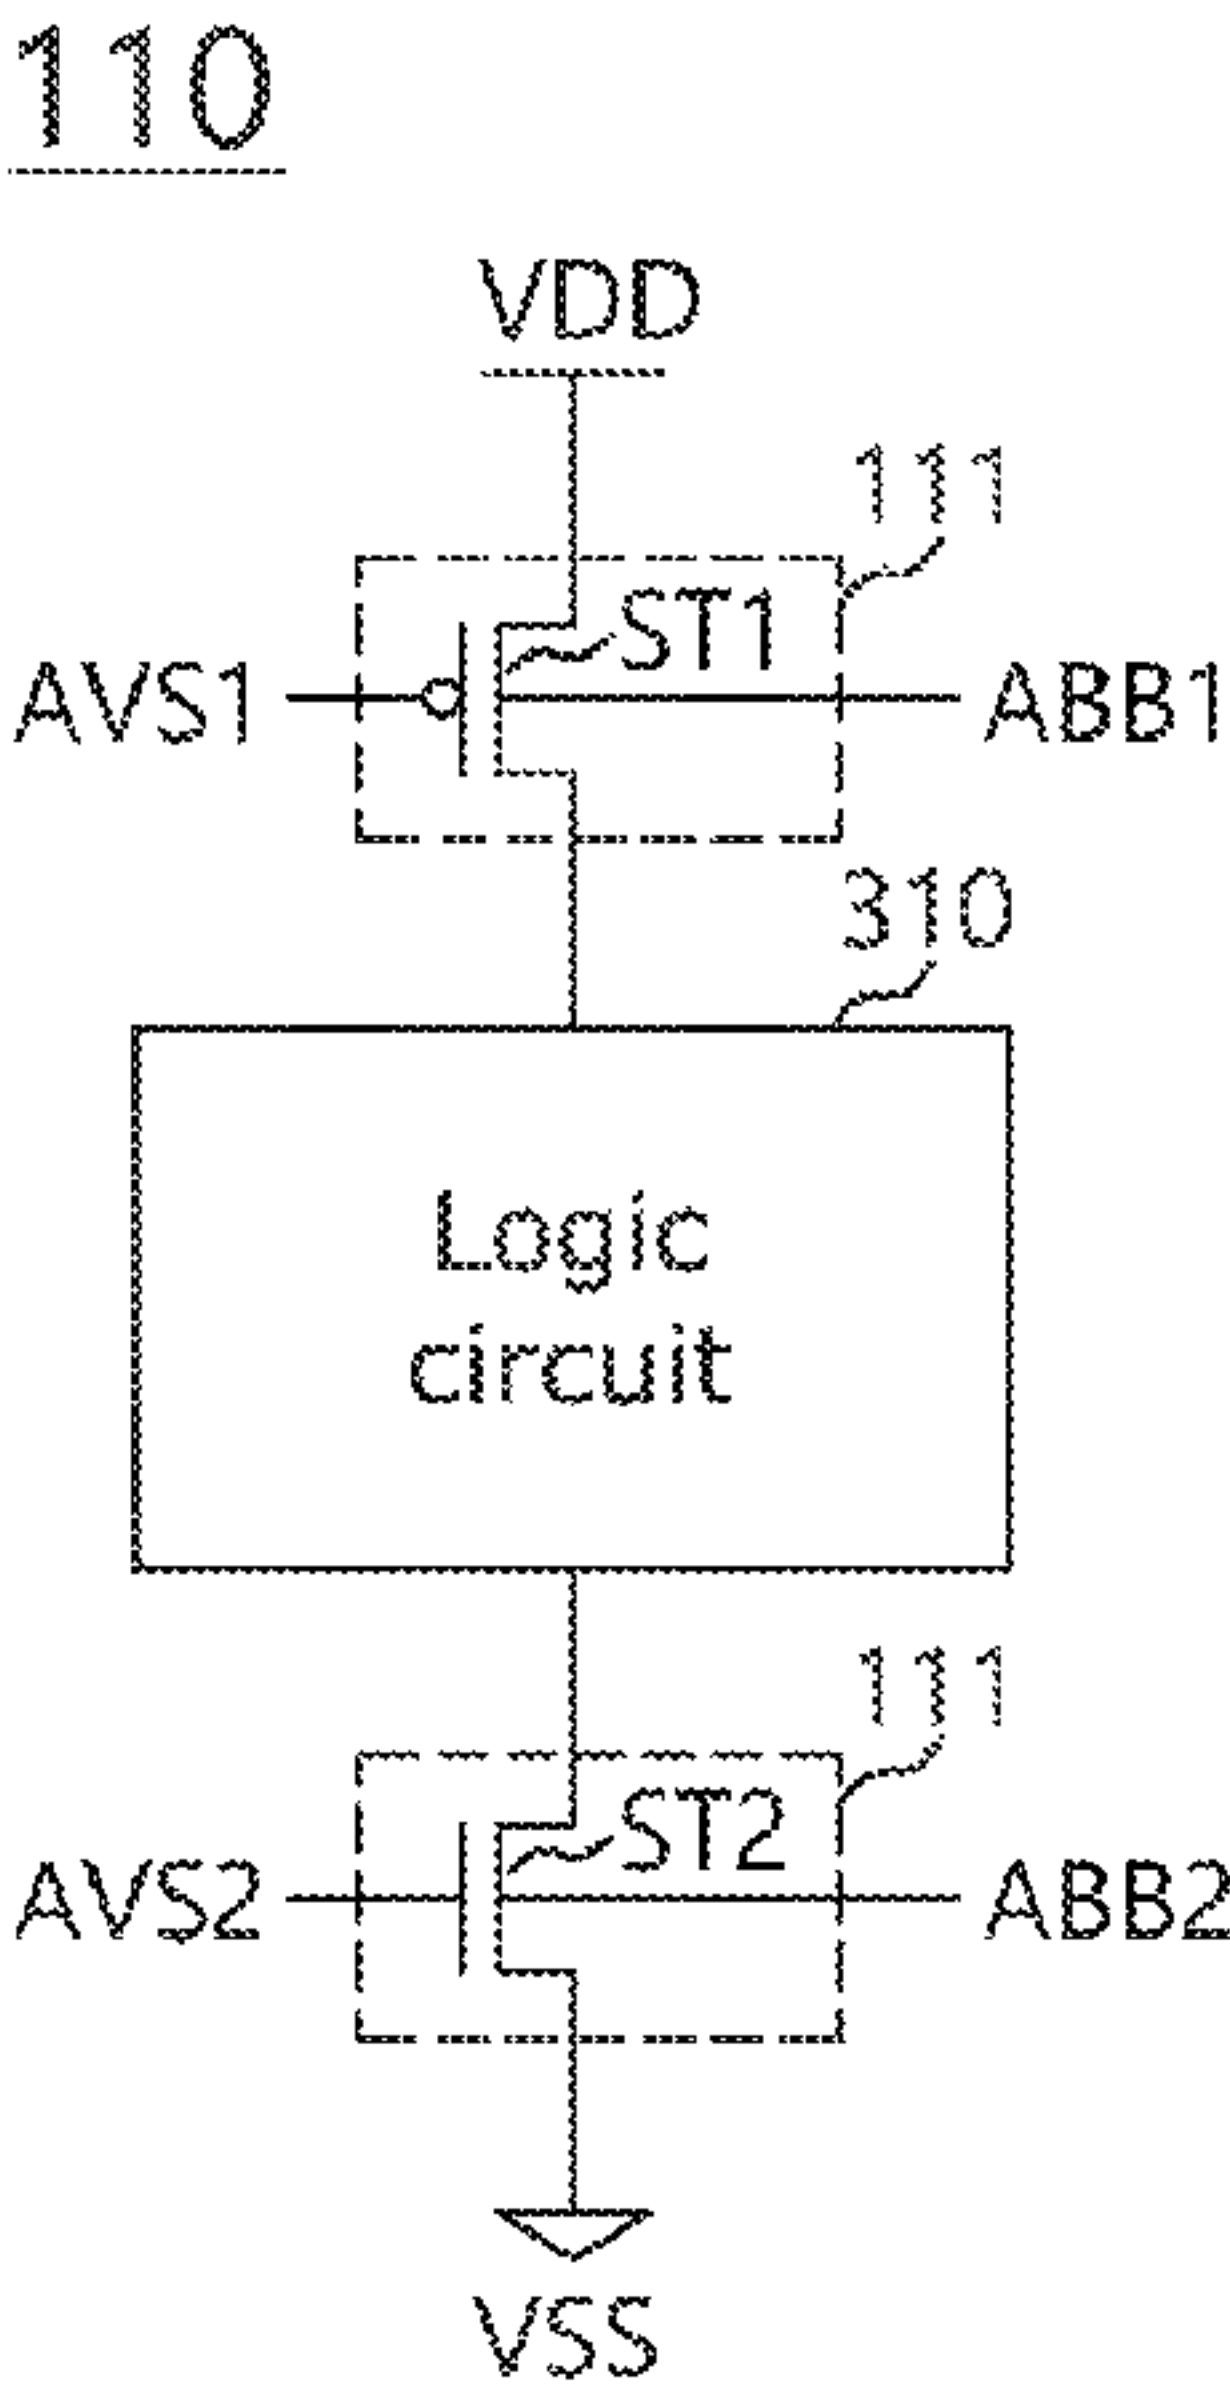 110
VDD
111
ST1
AVS1
ABB1
310
Logic
circuit
111
ST2
AVS2
ABB2
VSS